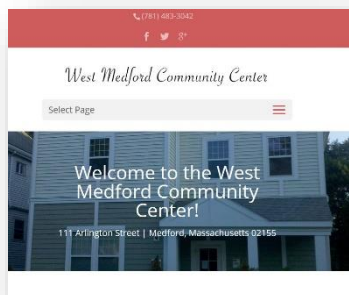 (781) 483-3042
West Medford Community Center
Select Page
Welcome to the West
Medford Community
Center!
111 Arlington Street | Medford, Massachusetts 02155